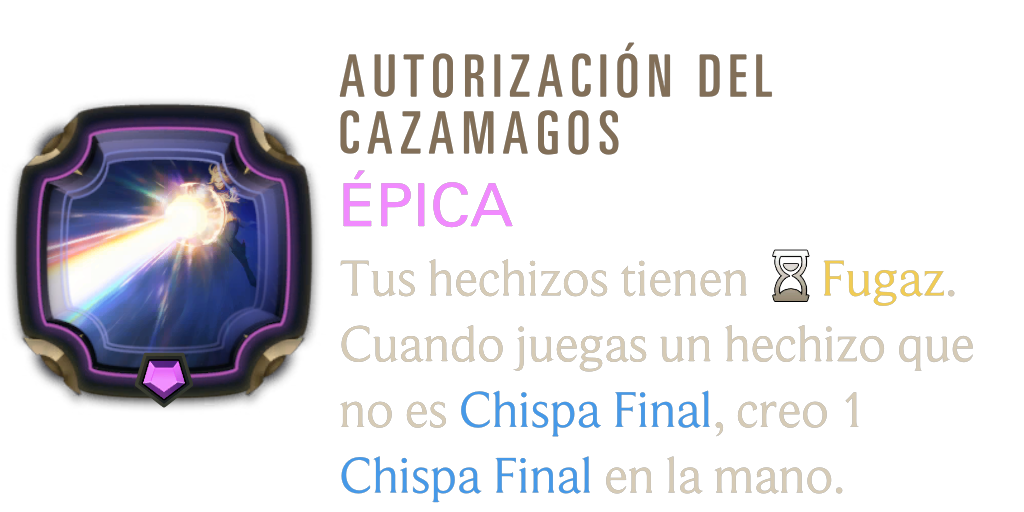 AUTORIZACIÓN DEL
CAZAMAGOS
ÉPICA
Tus hechizos tienen Fugaz.
Cuando juegas un hechizo que
no es Chispa Final, creo 1
Chispa Final en la mano.